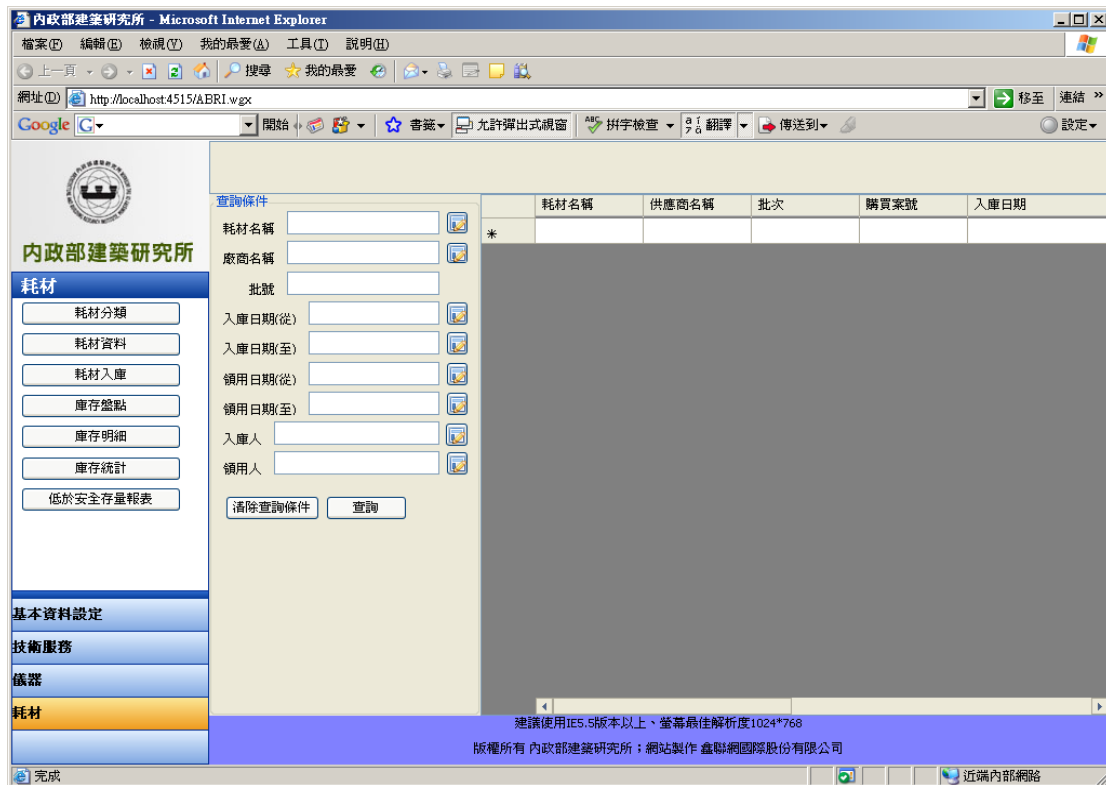 內政部建築研究所 - Microsoft Internet Explorer
檔案(F) 編輯(E) 檢視(V) 我的最愛(A) 工具(T) 說明(H)
上一頁 搜尋 我的最愛
網址(D) http://localhost:4515/ABRI.wgx 移至 連結 »
Google G 開始 書籤 允許彈出式視窗 ABC 拼字檢查 翻譯 傳送到 設定
內政部建築研究所
耗材
耗材分類
耗材資料
耗材入庫
庫存盤點
庫存明細
庫存統計
低於安全存量報表
基本資料設定
技術服務
儀器
耗材
查詢條件
耗材名稱
廠商名稱
批號
入庫日期(從)
入庫日期(至)
領用日期(從)
領用日期(至)
入庫人
領用人
清除查詢條件 查詢
耗材名稱 供應商名稱 批次 購買案號 入庫日期
*
建議使用IE5.5版本以上、螢幕最佳解析度1024*768
版權所有 內政部建築研究所；網站製作 鑫聯網國際股份有限公司
完成 近端內部網路